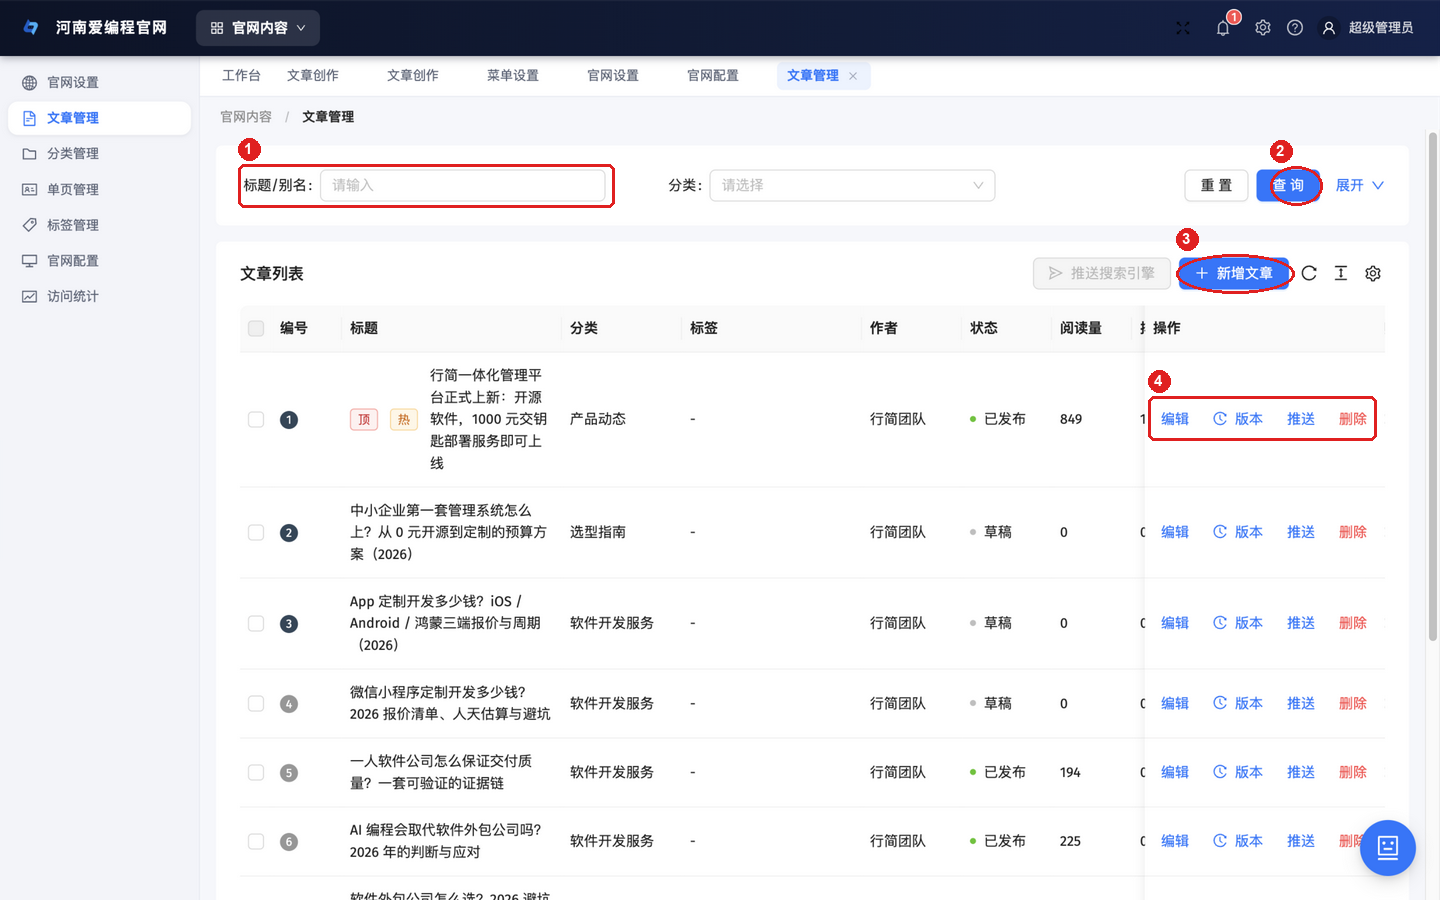 河南爱编程官网
官网内容
1
超级管理员
官网设置
文章管理
分类管理
单页管理
标签管理
官网配置
访问统计
工作台 文章创作 文章创作 菜单设置 官网设置 官网配置 文章管理
官网内容 / 文章管理
1
2
标题/别名: 请输入
分类: 请选择
重 置 查 询 展开
3
文章列表
推送搜索引擎 新增文章
编号 标题 分类 标签 作者 状态 阅读量 操作
4
1
顶 热
行简一体化管理平
台正式上新：开源
软件，1000 元交钥
匙部署服务即可上
线
产品动态 - 行简团队 已发布 849 1 编辑 版本 推送 删除
2
中小企业第一套管理系统怎么
上？从 0 元开源到定制的预算方
案（2026）
选型指南 - 行简团队 草稿 0 编辑 版本 推送 删除
3
App 定制开发多少钱？iOS /
Android / 鸿蒙三端报价与周期
（2026）
软件开发服务 - 行简团队 草稿 0 编辑 版本 推送 删除
4
微信小程序定制开发多少钱？
2026 报价清单、人天估算与避坑
软件开发服务 - 行简团队 草稿 0 编辑 版本 推送 删除
5
一人软件公司怎么保证交付质
量？一套可验证的证据链
软件开发服务 - 行简团队 已发布 194 编辑 版本 推送 删除
6
AI 编程会取代软件外包公司吗？
2026 年的判断与应对
软件开发服务 - 行简团队 已发布 225 编辑 版本 推送 删除
软件外包公司怎么选？2026 避坑